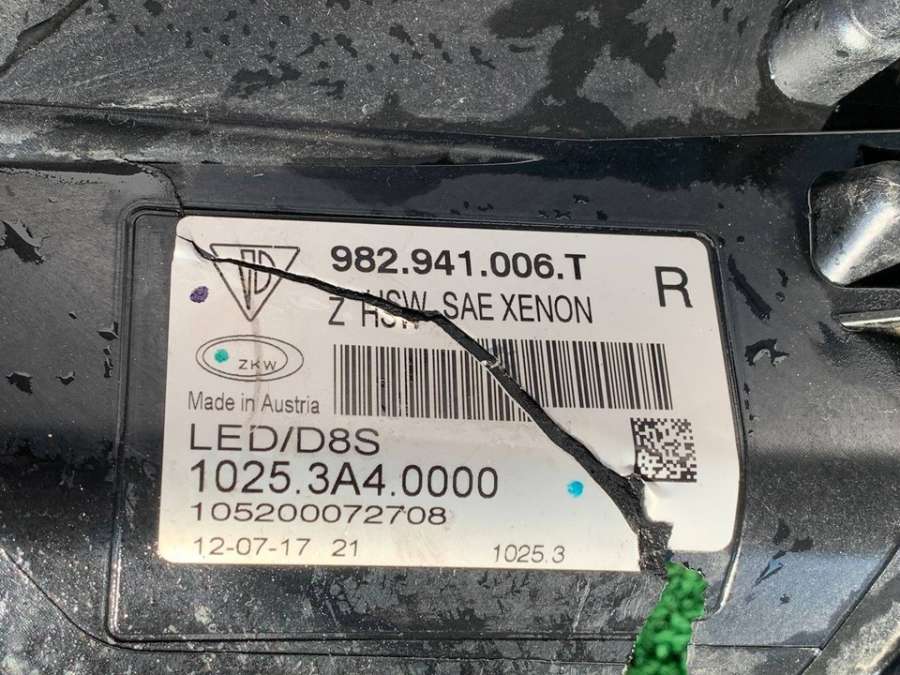 982.941.006.T
R
Z HSW SAE XENON
ZKW
Made in Austria
LED/D8S
1025.3A4.0000
105200072708
12-07-17 21
1025.3